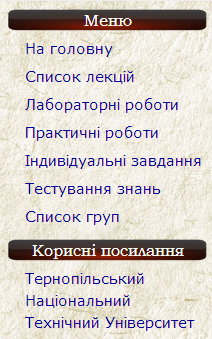 Меню
На головну
Список лекцій
Лабораторні роботи
Практичні роботи
Індивідуальні завдання
Тестування знань
Список груп
Корисні посилання
Тернопільський
Національний
Технічний Університет